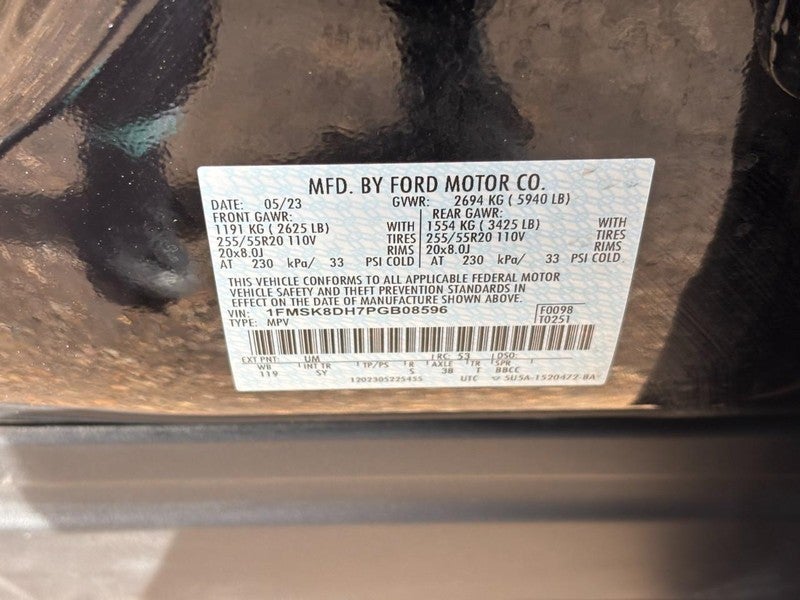 MFD. BY FORD MOTOR CO.
DATE: 05/23 GVWR: 2694 KG ( 5940 LB)
FRONT GAWR: REAR GAWR:
1191 KG ( 2625 LB) WITH 1554 KG ( 3425 LB) WITH
255/55R20 110V TIRES 255/55R20 110V TIRES
20x8.0J RIMS 20x8.0J RIMS
AT 230 kPa/ 33 PSI COLD AT 230 kPa/ 33 PSI COLD
THIS VEHICLE CONFORMS TO ALL APPLICABLE FEDERAL MOTOR
VEHICLE SAFETY AND THEFT PREVENTION STANDARDS IN
EFFECT ON THE DATE OF MANUFACTURE SHOWN ABOVE.
VIN: 1FMSK8DH7PGB08596 F0098
TYPE: MPV T0251
EXT PNT: UM RC: 53 DSO:
WB INT TR TP/PS R AXLE TR SPR
119 SY S 38 T BBCC
1202305225455 UTC 5U5A-1520472-BA